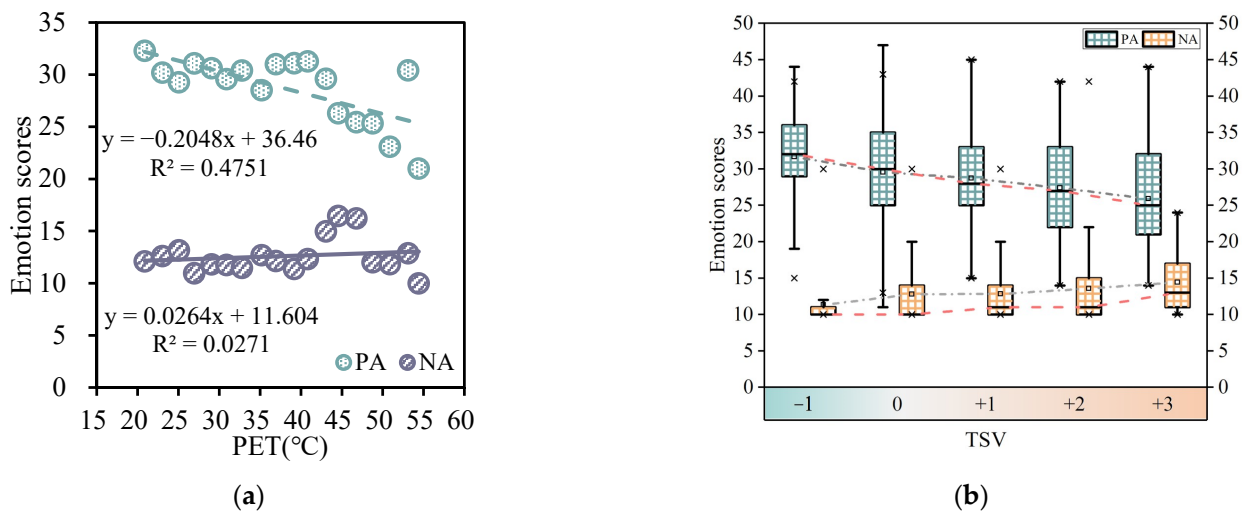 35
30
25
20
15
10
5
0
Emotion scores
y = −0.2048x + 36.46
R² = 0.4751
y = 0.0264x + 11.604
R² = 0.0271
PA NA
15 20 25 30 35 40 45 50 55 60
PET(°C)
(a)
50
45
40
35
30
25
20
15
10
5
0
Emotion scores
PA NA
50
45
40
35
30
25
20
15
10
5
0
−1 0 +1 +2 +3
TSV
(b)